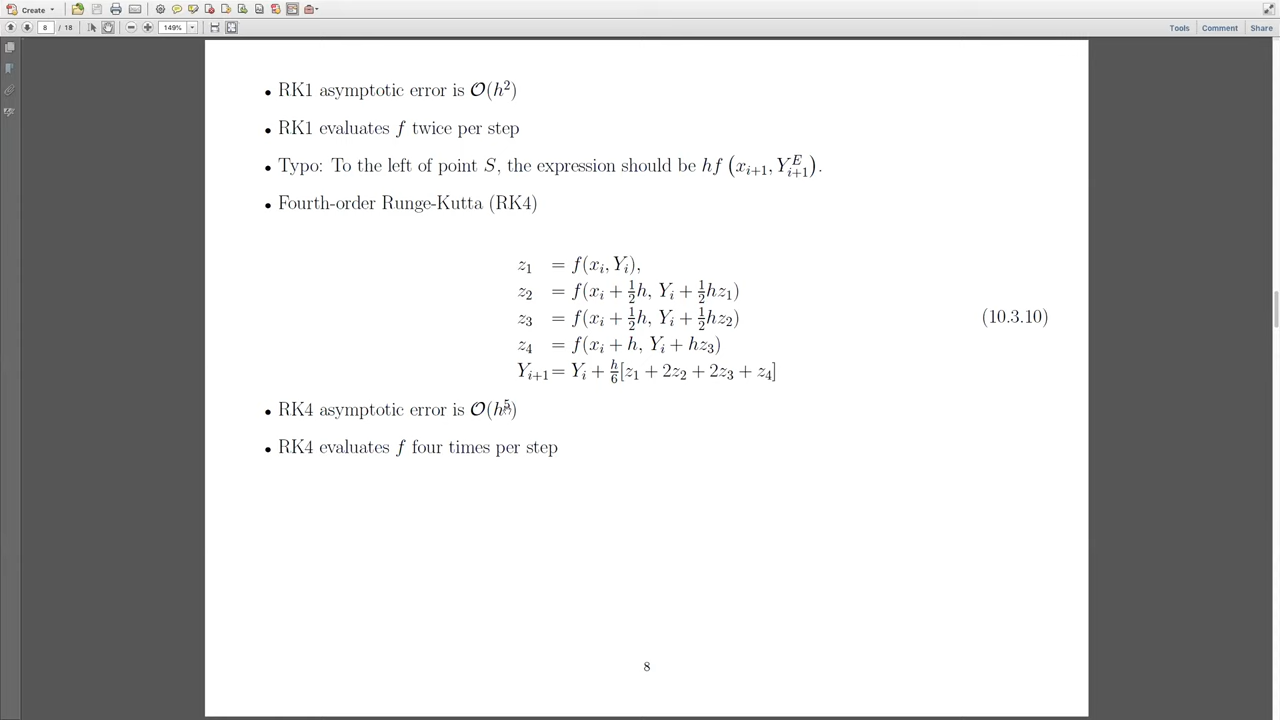 Create
8 / 18
149%
Tools Comment Share
• RK1 asymptotic error is 𝒪(h²)
• RK1 evaluates f twice per step
• Typo: To the left of point S, the expression should be hf (x_{i+1}, Y^E_{i+1}).
• Fourth-order Runge-Kutta (RK4)
z₁ = f(x_i, Y_i),
z₂ = f(x_i + ½h, Y_i + ½hz₁)
z₃ = f(x_i + ½h, Y_i + ½hz₂) (10.3.10)
z₄ = f(x_i + h, Y_i + hz₃)
Y_{i+1} = Y_i + h/6[z₁ + 2z₂ + 2z₃ + z₄]
• RK4 asymptotic error is 𝒪(h⁵)
• RK4 evaluates f four times per step
8